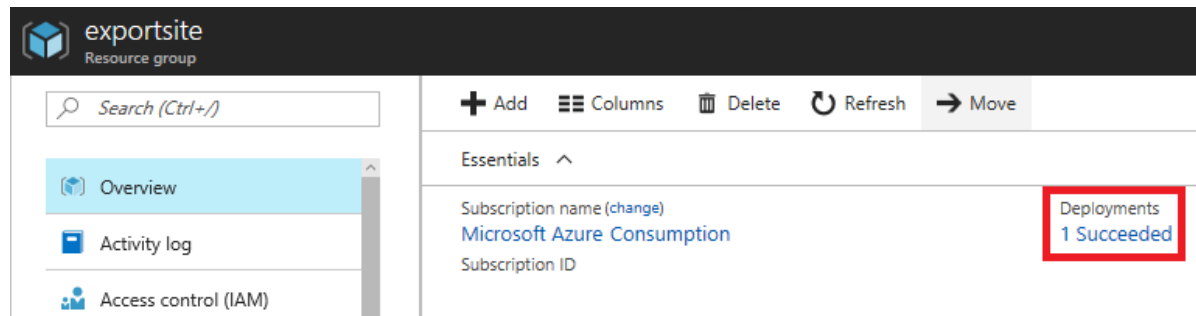 exportsite
Resource group
Search (Ctrl+/)
Overview
Activity log
Access control (IAM)
Add Columns Delete Refresh Move
Essentials
Subscription name (change)
Microsoft Azure Consumption
Subscription ID
Deployments
1 Succeeded